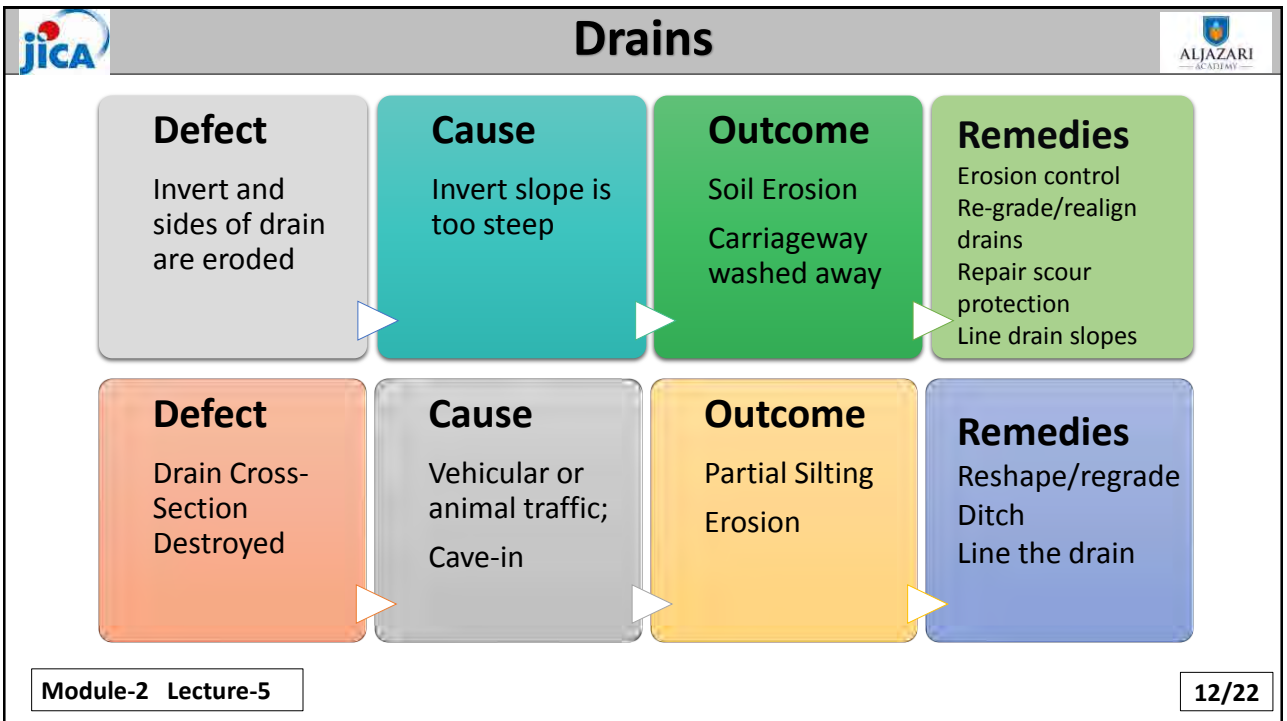 jICA
Drains
ALJAZARI
ACADEMY
Defect
Invert and
sides of drain
are eroded
Cause
Invert slope is
too steep
Outcome
Soil Erosion
Carriageway
washed away
Remedies
Erosion control
Re-grade/realign
drains
Repair scour
protection
Line drain slopes
Defect
Drain Cross-
Section
Destroyed
Cause
Vehicular or
animal traffic;
Cave-in
Outcome
Partial Silting
Erosion
Remedies
Reshape/regrade
Ditch
Line the drain
Module-2 Lecture-5
12/22